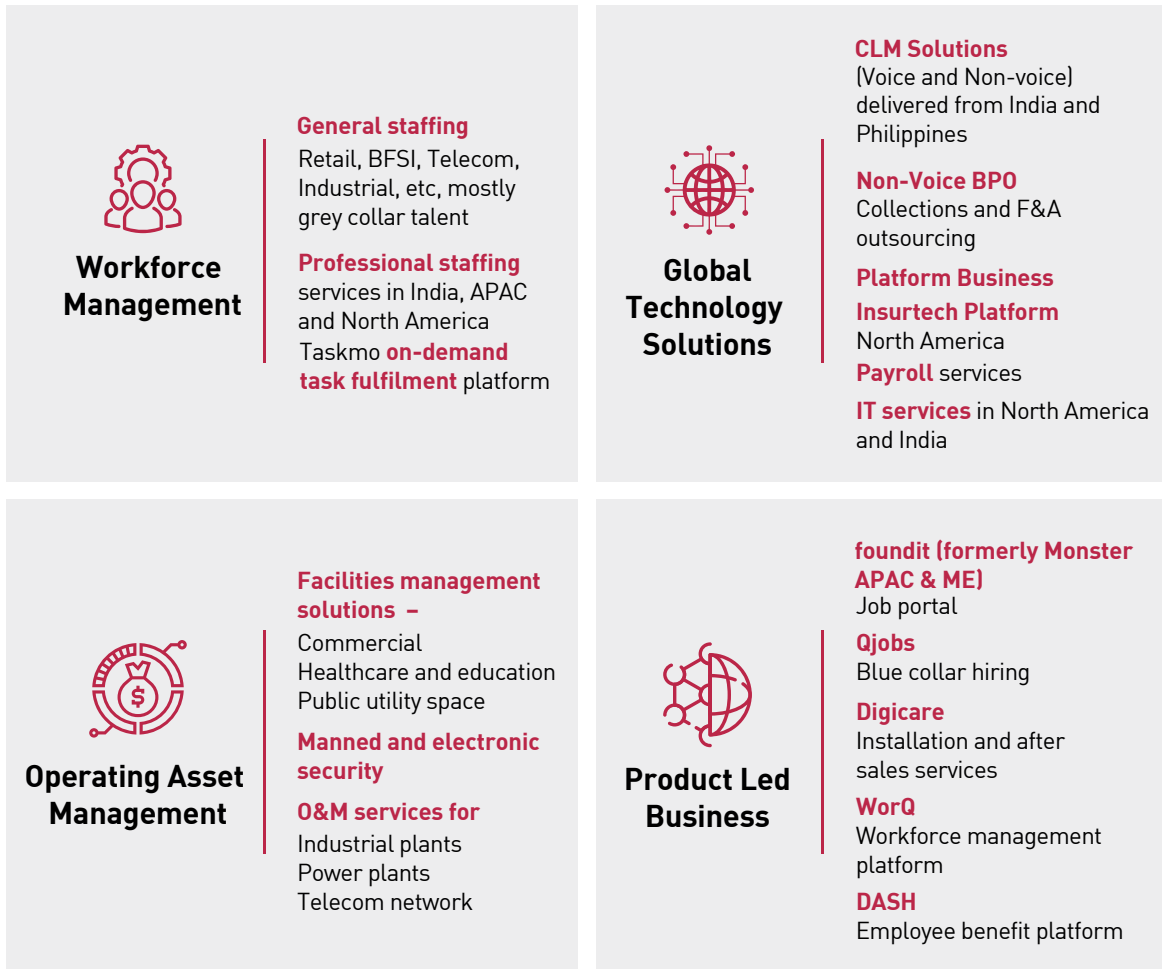 Workforce
Management
General staffing
Retail, BFSI, Telecom,
Industrial, etc, mostly
grey collar talent
Professional staffing
services in India, APAC
and North America
Taskmo on-demand
task fulfilment platform
Global
Technology
Solutions
CLM Solutions
(Voice and Non-voice)
delivered from India and
Philippines
Non-Voice BPO
Collections and F&A
outsourcing
Platform Business
Insurtech Platform
North America
Payroll services
IT services in North America
and India
Operating Asset
Management
Facilities management
solutions –
Commercial
Healthcare and education
Public utility space
Manned and electronic
security
O&M services for
Industrial plants
Power plants
Telecom network
Product Led
Business
foundit (formerly Monster
APAC & ME)
Job portal
Qjobs
Blue collar hiring
Digicare
Installation and after
sales services
WorQ
Workforce management
platform
DASH
Employee benefit platform